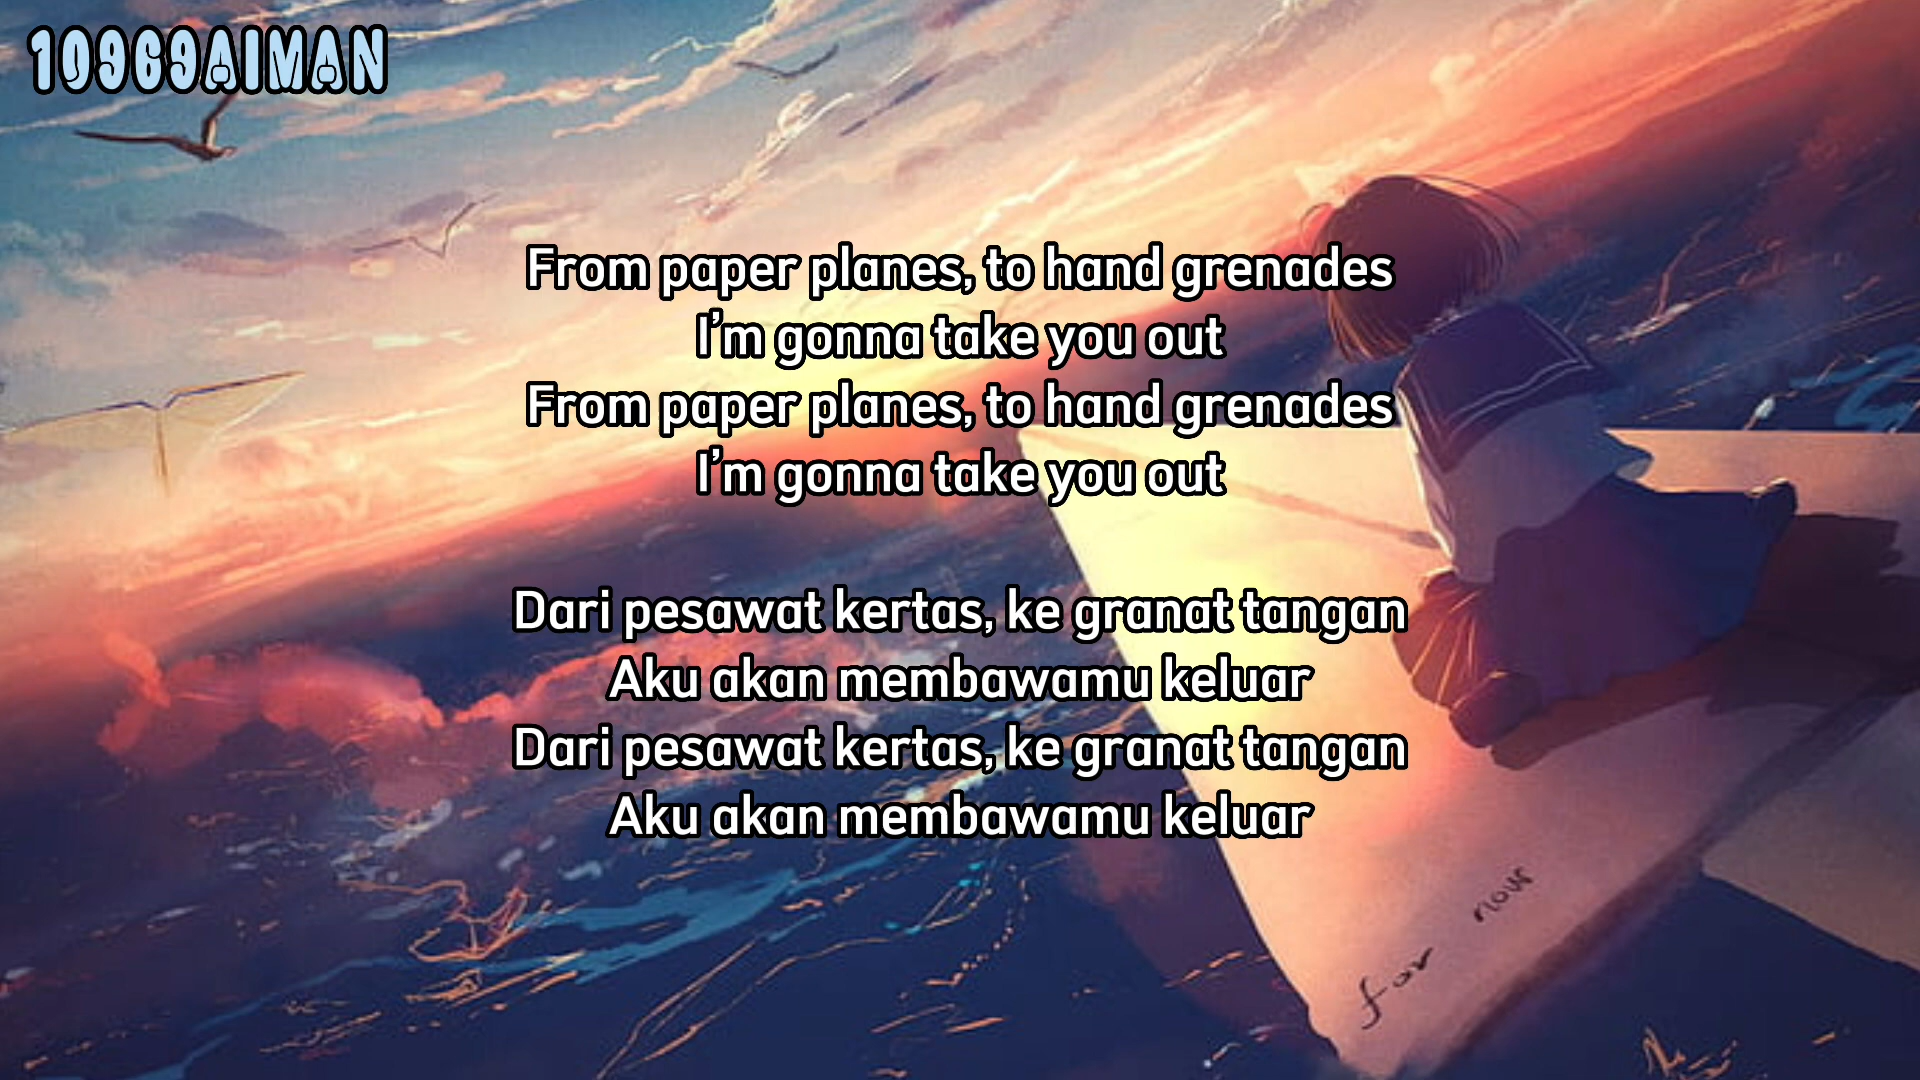 10969AIMAN
From paper planes, to hand grenades
I'm gonna take you out
From paper planes, to hand grenades
I'm gonna take you out
Dari pesawat kertas, ke granat tangan
Aku akan membawamu keluar
Dari pesawat kertas, ke granat tangan
Aku akan membawamu keluar
for now